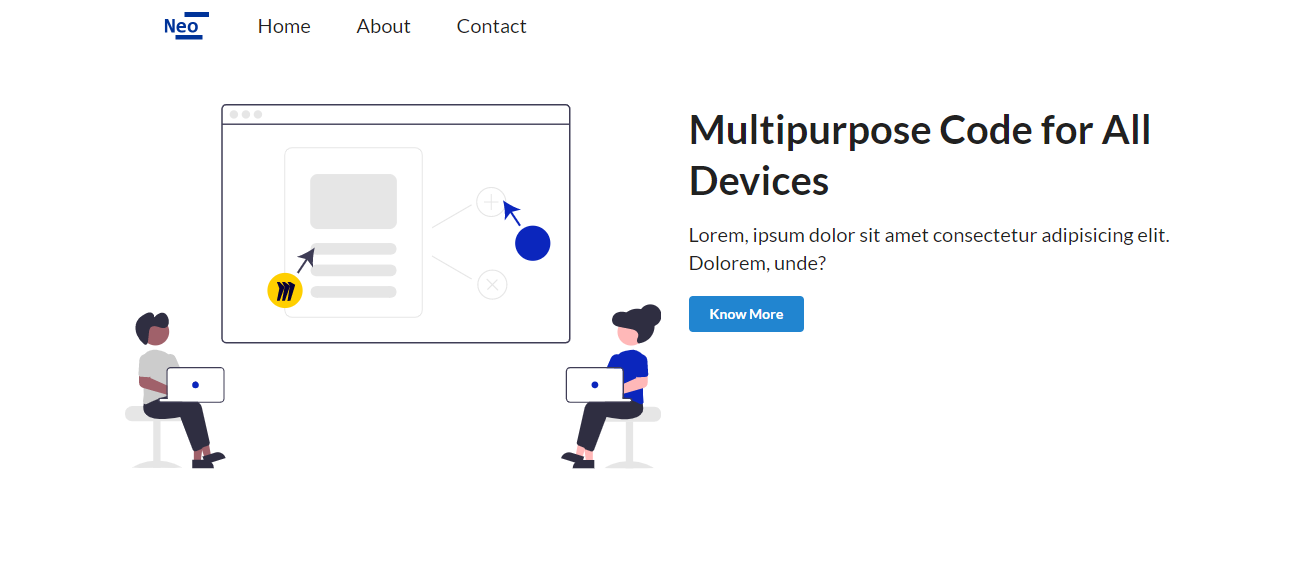 Neo
Home About Contact
Multipurpose Code for All
Devices
Lorem, ipsum dolor sit amet consectetur adipisicing elit.
Dolorem, unde?
Know More